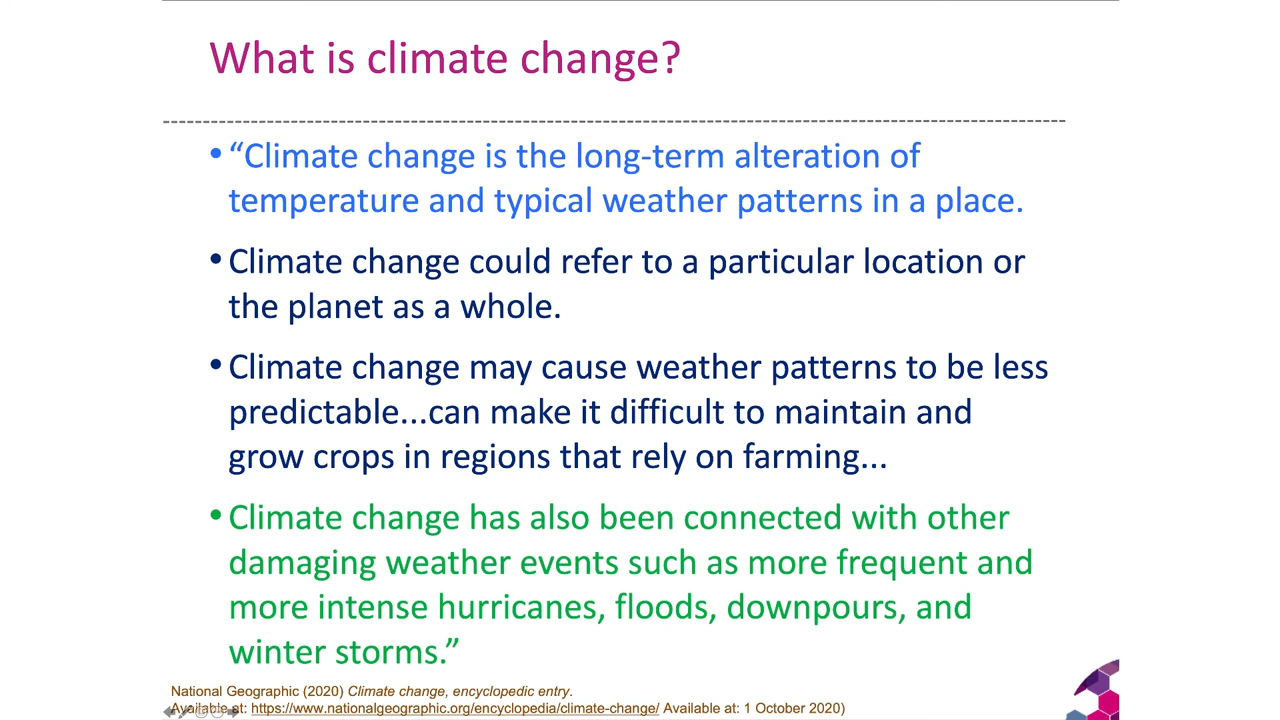 What is climate change?
• “Climate change is the long-term alteration of
temperature and typical weather patterns in a place.
• Climate change could refer to a particular location or
the planet as a whole.
• Climate change may cause weather patterns to be less
predictable...can make it difficult to maintain and
grow crops in regions that rely on farming...
• Climate change has also been connected with other
damaging weather events such as more frequent and
more intense hurricanes, floods, downpours, and
winter storms.”
National Geographic (2020) Climate change, encyclopedic entry.
Available at: https://www.nationalgeographic.org/encyclopedia/climate-change/ Available at: 1 October 2020)